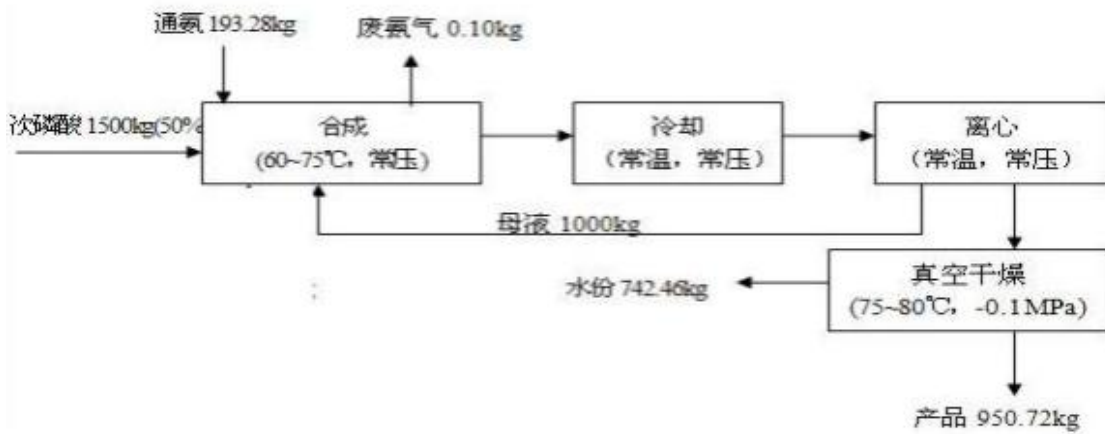 通氨 193.28kg
废氨气 0.10kg
次磷酸 1500kg(50%
合成
(60~75℃, 常压)
冷却
（常温，常压）
离心
（常温，常压）
母液 1000kg
真空干燥
(75~80℃, -0.1MPa)
水份 742.46kg
产品 950.72kg